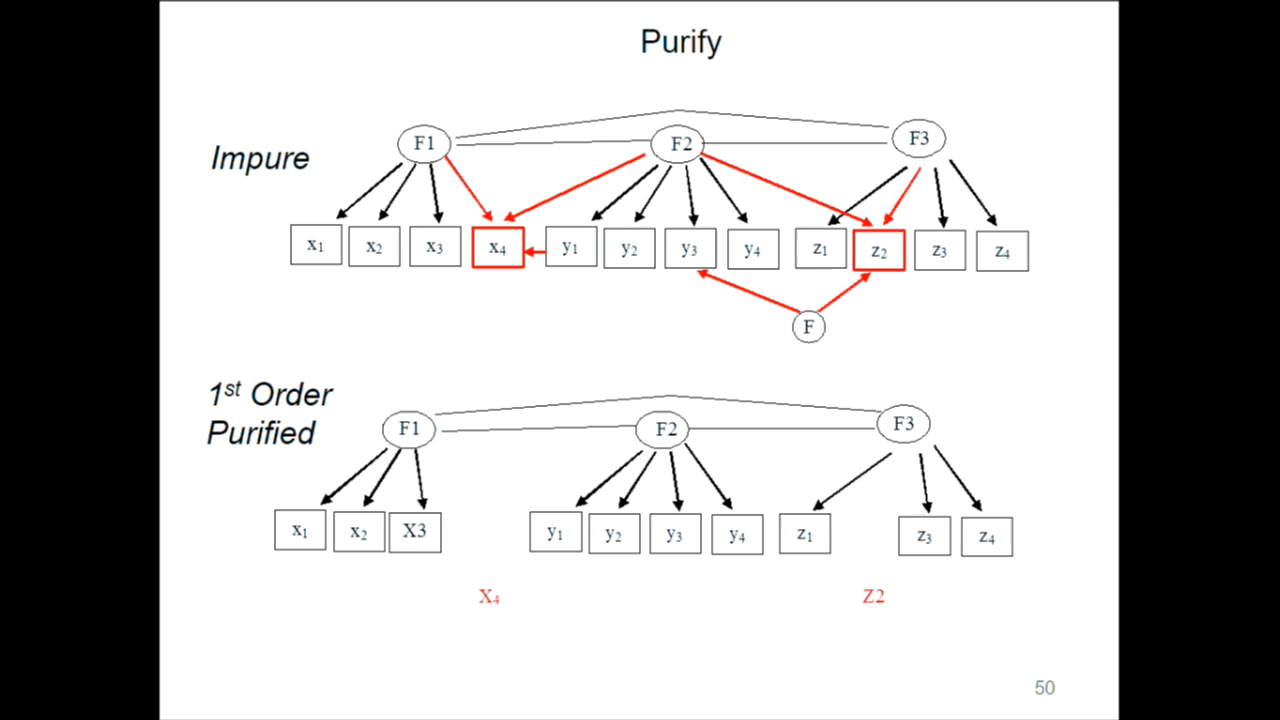 Purify
Impure
F1 F2 F3
x₁ x₂ x₃ x₄ y₁ y₂ y₃ y₄ z₁ z₂ z₃ z₄
F
1ˢᵗ Order
Purified
F1 F2 F3
x₁ x₂ X3 y₁ y₂ y₃ y₄ z₁ z₃ z₄
X₄ Z2
50